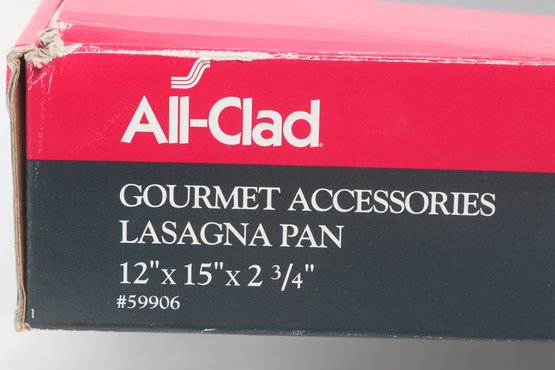 All-Clad
GOURMET ACCESSORIES
LASAGNA PAN
12" x 15" x 2 3/4"
#59906